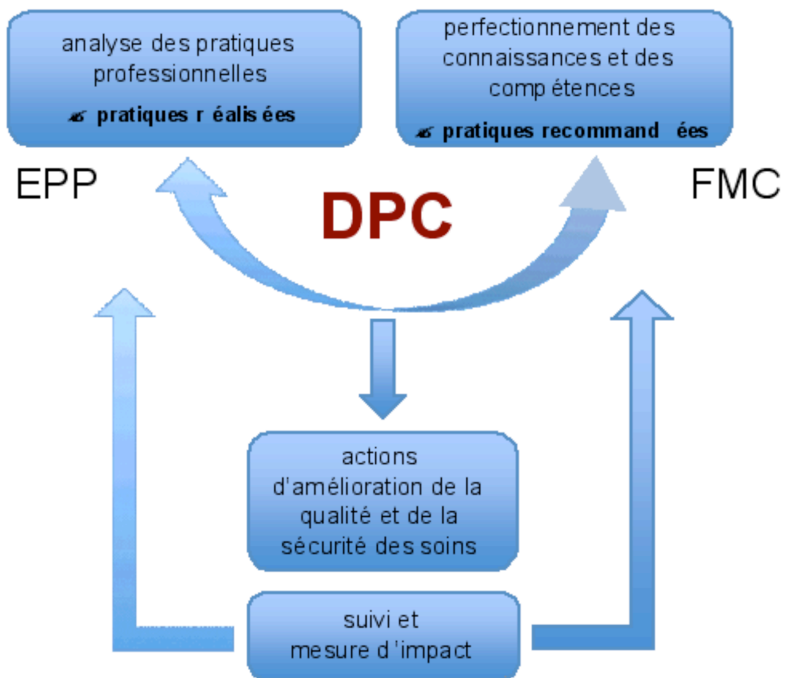 analyse des pratiques
professionnelles
pratiques r éalis ées
perfectionnement des
connaissances et des
comp étences
pratiques recommand ées
EPP
DPC
FMC
actions
d'amélioration de la
qualité et de la
sécurité des soins
suivi et
mesure d'impact